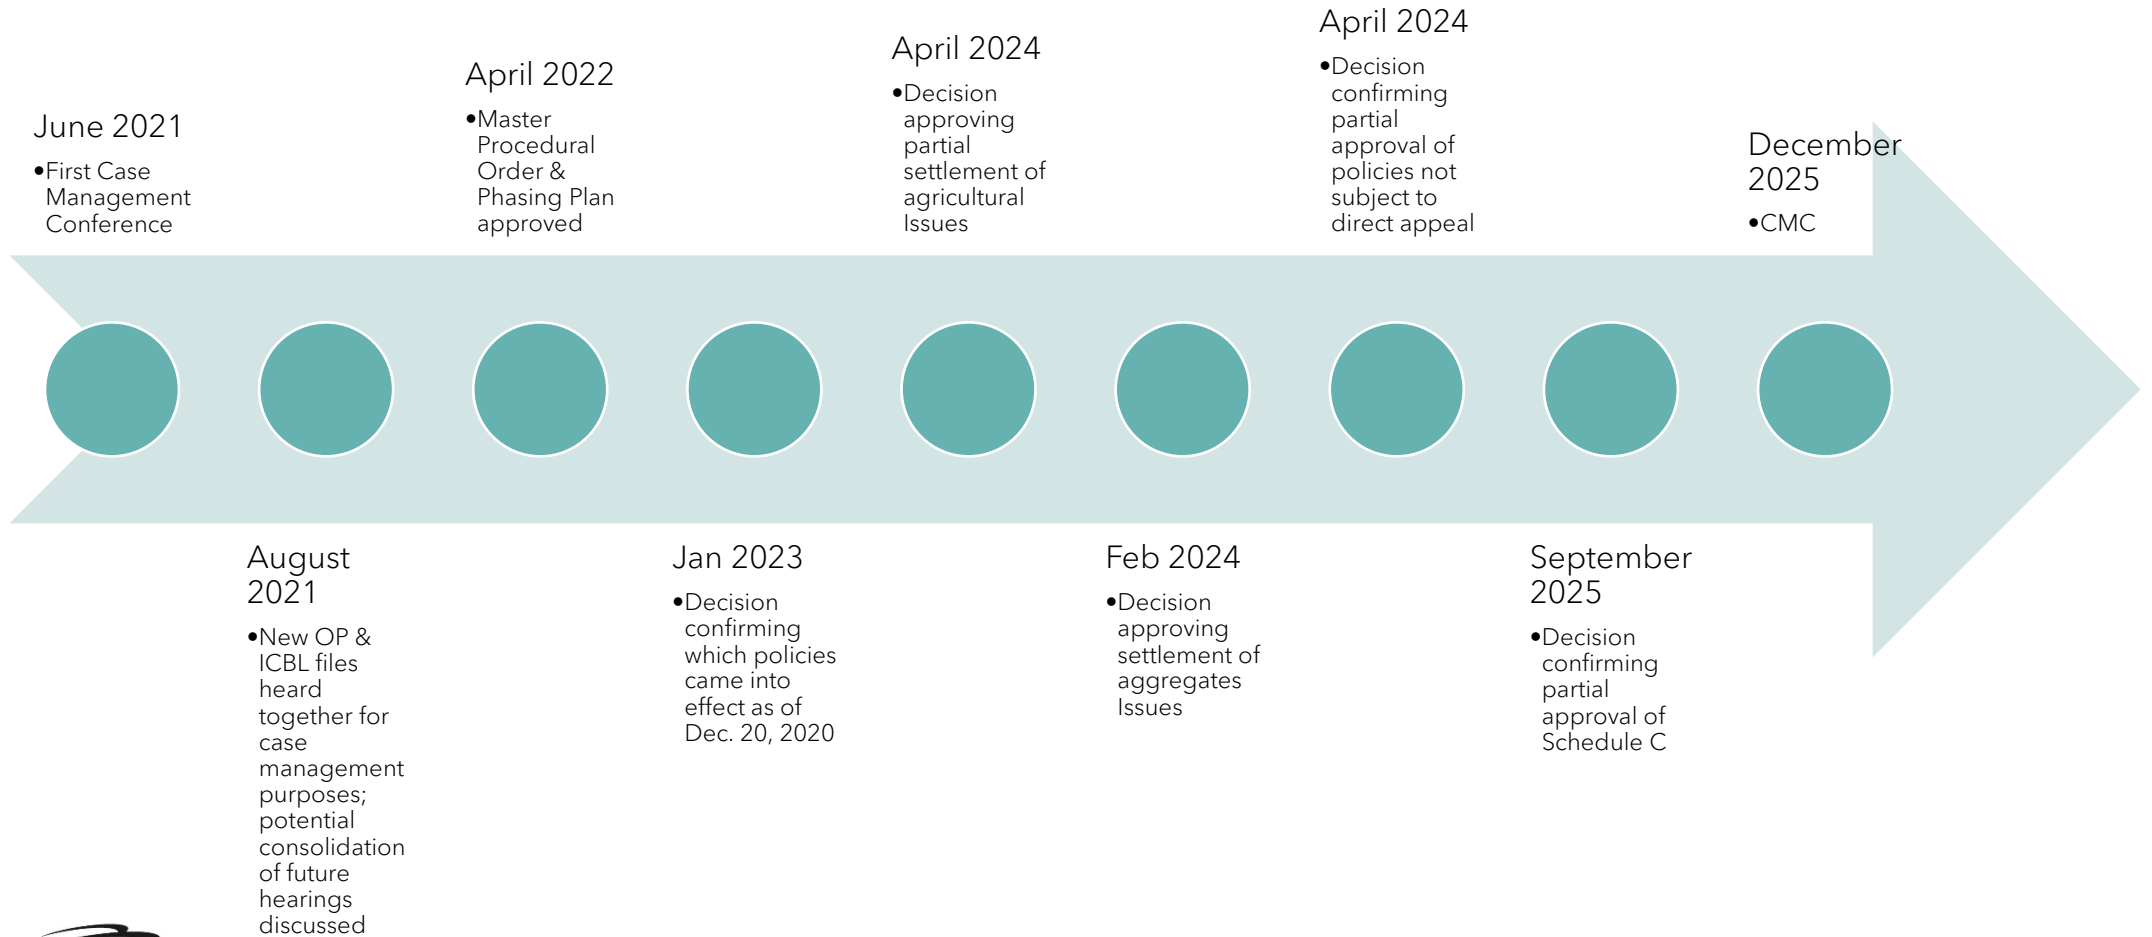 June 2021
•First Case
Management
Conference
August
2021
•New OP &
ICBL files
heard
together for
case
management
purposes;
potential
consolidation
of future
hearings
discussed
April 2022
•Master
Procedural
Order &
Phasing Plan
approved
Jan 2023
•Decision
confirming
which policies
came into
effect as of
Dec. 20, 2020
April 2024
•Decision
approving
partial
settlement of
agricultural
Issues
Feb 2024
•Decision
approving
settlement of
aggregates
Issues
April 2024
•Decision
confirming
partial
approval of
policies not
subject to
direct appeal
September
2025
•Decision
confirming
partial
approval of
Schedule C
December
2025
•CMC